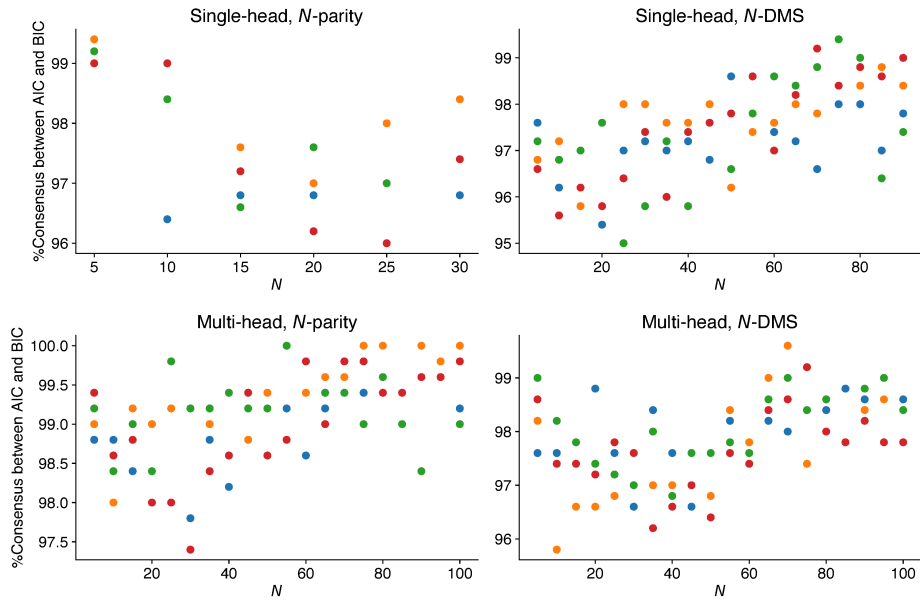 Single-head, N-parity
%Consensus between AIC and BIC
99
98
97
96
5 10 15 20 25 30
N
Single-head, N-DMS
99
98
97
96
95
20 40 60 80
N
Multi-head, N-parity
%Consensus between AIC and BIC
100.0
99.5
99.0
98.5
98.0
97.5
20 40 60 80 100
N
Multi-head, N-DMS
99
98
97
96
20 40 60 80 100
N